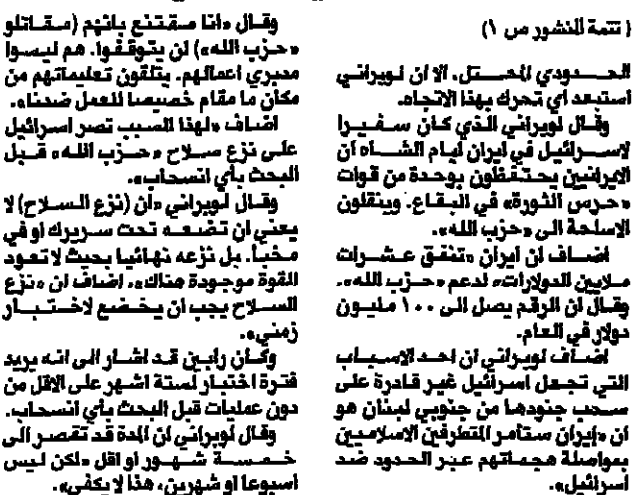 ( تتمة المنشور ص ١)
الحدودي المحتل. الا ان لوبراني
استبعد اي تحرك بهذا الاتجاه.
وقال لوبراني الذي كان سفيرا
لاسرائيل في ايران ايام الشاه ان
الايرانيين يحتفظون بوحدة من قوات
«حرس الثورة» في البقاع. وينقلون
الاسلحة الى «حزب الله».
اضاف ان ايران «تنفق عشرات
ملايين الدولارات» لدعم «حزب الله».
وقال ان الرقم يصل الى ١٠٠ مليون
دولار في العام.
اضاف لوبراني ان احد الاسباب
التي تجعل اسرائيل غير قادرة على
سحب جنودها من جنوبي لبنان هو
ان «ايران ستامر المتطرفين الاسلاميين
بمواصلة هجماتهم عبر الحدود ضد
اسرائيل».
وقال «انا مقتنع بانهم (مقاتلو
«حزب الله») لن يتوقفوا. هم ليسوا
مدبري اعمالهم. يتلقون تعليماتهم من
مكان ما مقام خصيصا للعمل ضدنا».
اضاف «لهذا السبب تصر اسرائيل
على نزع سلاح «حزب الله» قبل
البحث بأي انسحاب».
وقال لوبراني «ان (نزع السلاح) لا
يعني ان تضعه تحت سريرك او في
مخبأ. بل نزعه نهائيا بحيث لا تعود
القوة موجودة هناك». اضاف ان «نزع
السلاح يجب ان يخضع لاختبار
زمني».
وكان رابين قد اشار الى انه يريد
فترة اختبار لستة اشهر على الاقل من
دون عمليات قبل البحث بأي انسحاب.
وقال لوبراني ان المدة قد تقصر الى
خمسة شهور او اقل «لكن ليس
اسبوعا او شهرين، هذا لا يكفي».